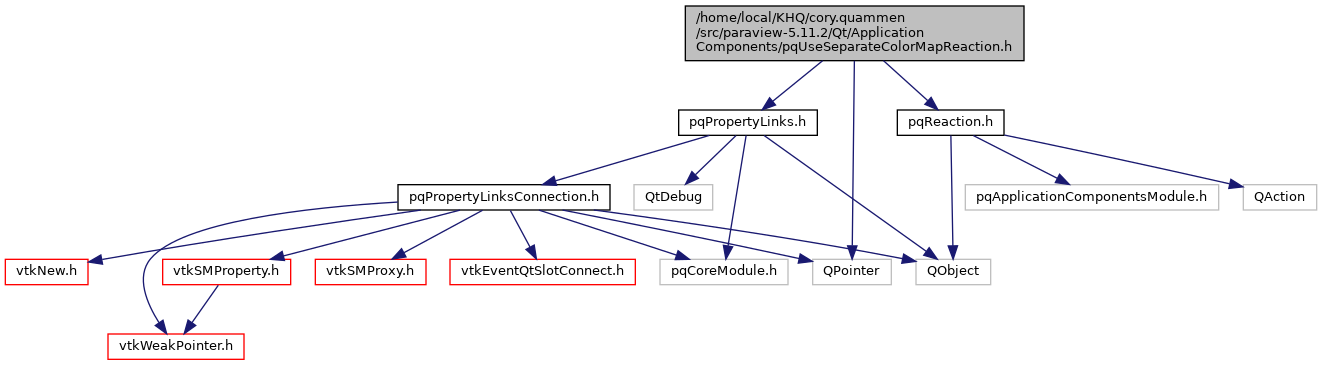 /home/local/KHQ/cory.quammen
/src/paraview-5.11.2/Qt/Application
Components/pqUseSeparateColorMapReaction.h
pqPropertyLinks.h
pqReaction.h
pqPropertyLinksConnection.h
QtDebug
pqApplicationComponentsModule.h
QAction
vtkNew.h
vtkSMProperty.h
vtkSMProxy.h
vtkEventQtSlotConnect.h
pqCoreModule.h
QPointer
QObject
vtkWeakPointer.h